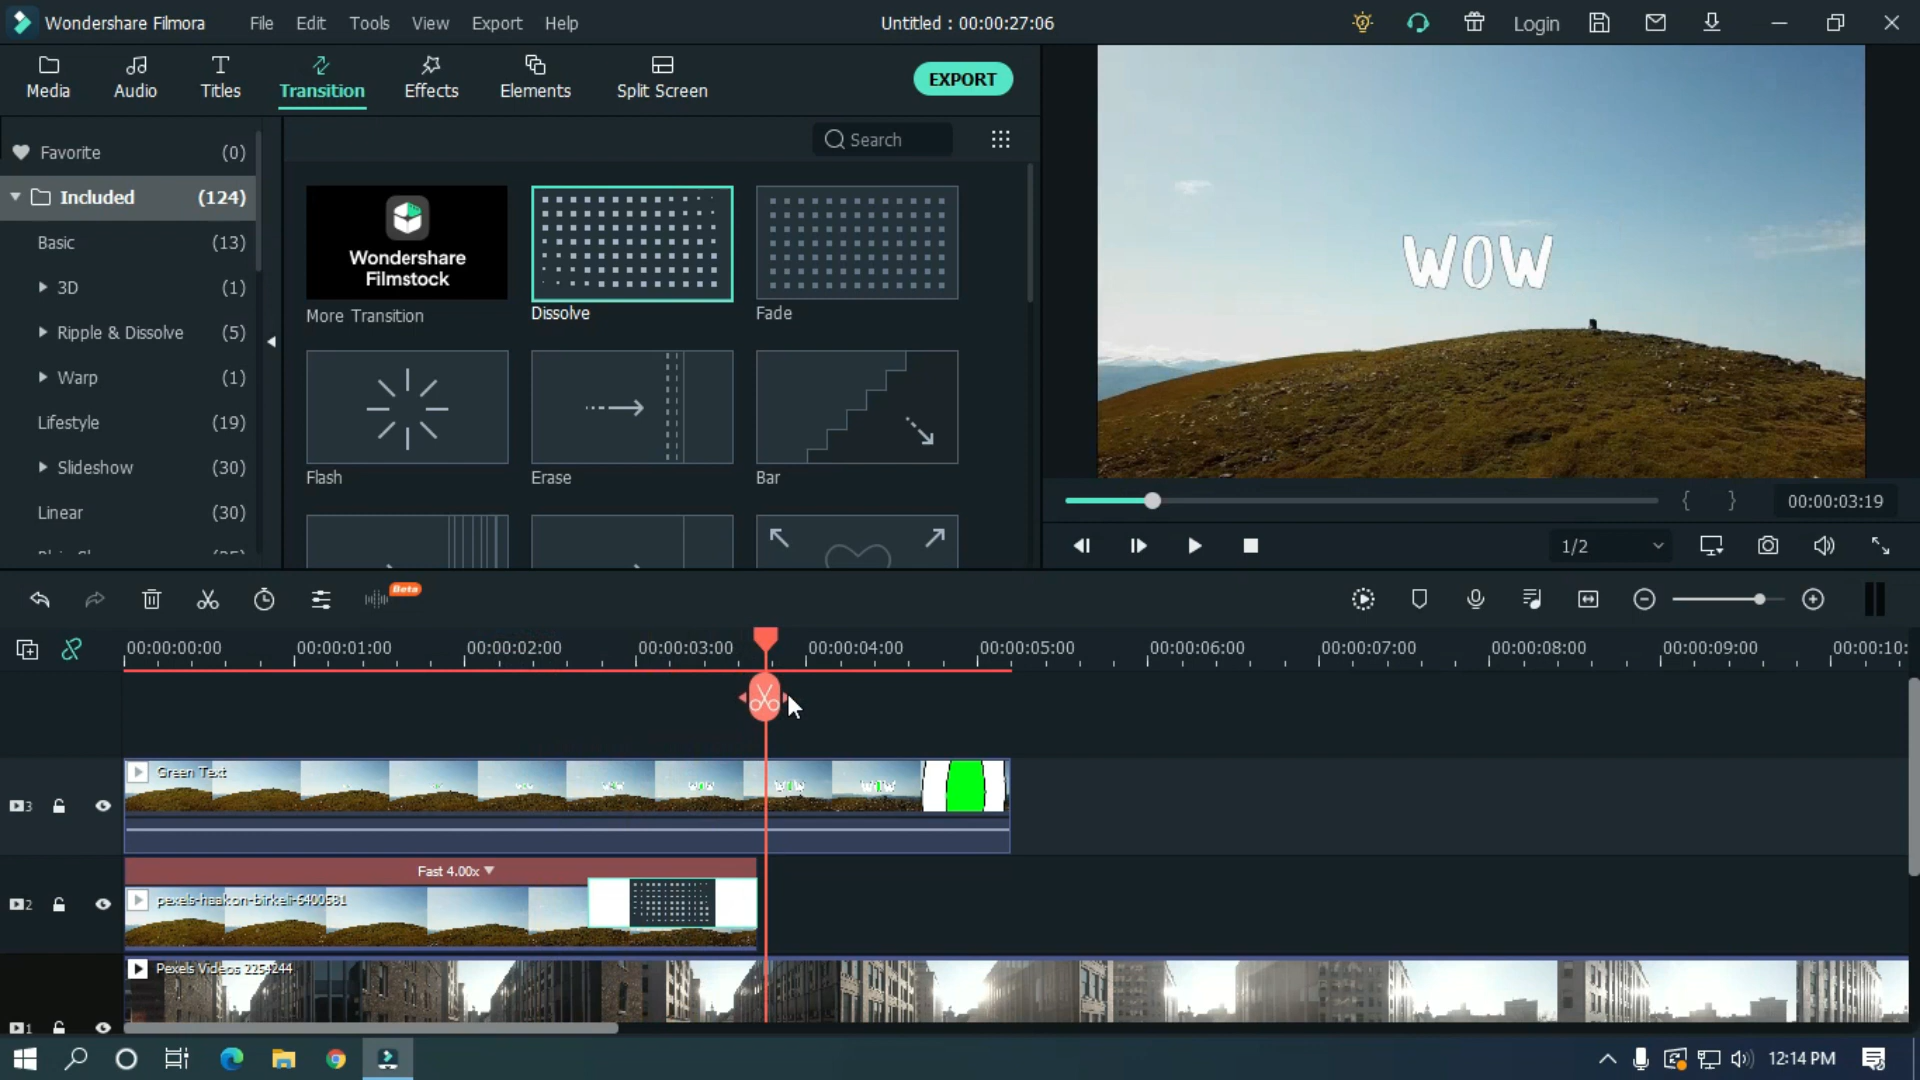 Wondershare Filmora File Edit Tools View Export Help Untitled : 00:00:27:06 Login
Media Audio Titles Transition Effects Elements Split Screen EXPORT
Favorite (0) Search
Included (124)
Basic (13)
3D (1)
Ripple & Dissolve (5)
Warp (1)
Lifestyle (19)
Slideshow (30)
Linear (30)
Wondershare
Filmstock
More Transition Dissolve Fade
Flash Erase Bar
WOW
00:00:03:19
1/2
Beta
00:00:00:00 00:00:01:00 00:00:02:00 00:00:03:00 00:00:04:00 00:00:05:00 00:00:06:00 00:00:07:00 00:00:08:00 00:00:09:00 00:00:10:
Green Text
3
Fast 4.00x
pexels-haakon-birkeli-6400581
2
Pexels Videos 2254244
1
12:14 PM